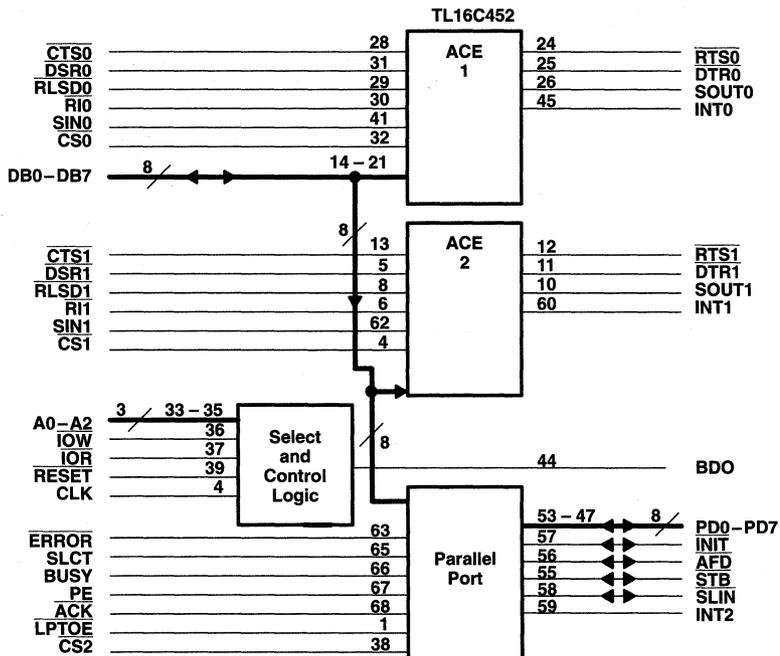 TL16C452
CTS0 28 ACE 1 24 RTS0
DSR0 31 25 DTR0
RLSD0 29 26 SOUT0
RI0 30 45 INT0
SIN0 41
CS0 32
DB0–DB7 8 14 – 21
8
CTS1 13 ACE 2 12 RTS1
DSR1 5 11 DTR1
RLSD1 8 10 SOUT1
RI1 6 60 INT1
SIN1 62
CS1 4
A0–A2 3 33 – 35
IOW 36
IOR 37
RESET 39
CLK 4
Select
and
Control
Logic
8
44 BDO
ERROR 63
SLCT 65
BUSY 66
PE 67
ACK 68
LPTOE 1
CS2 38
Parallel
Port
53 – 47 8 PD0–PD7
57 INIT
56 AFD
55 STB
58 SLIN
59 INT2